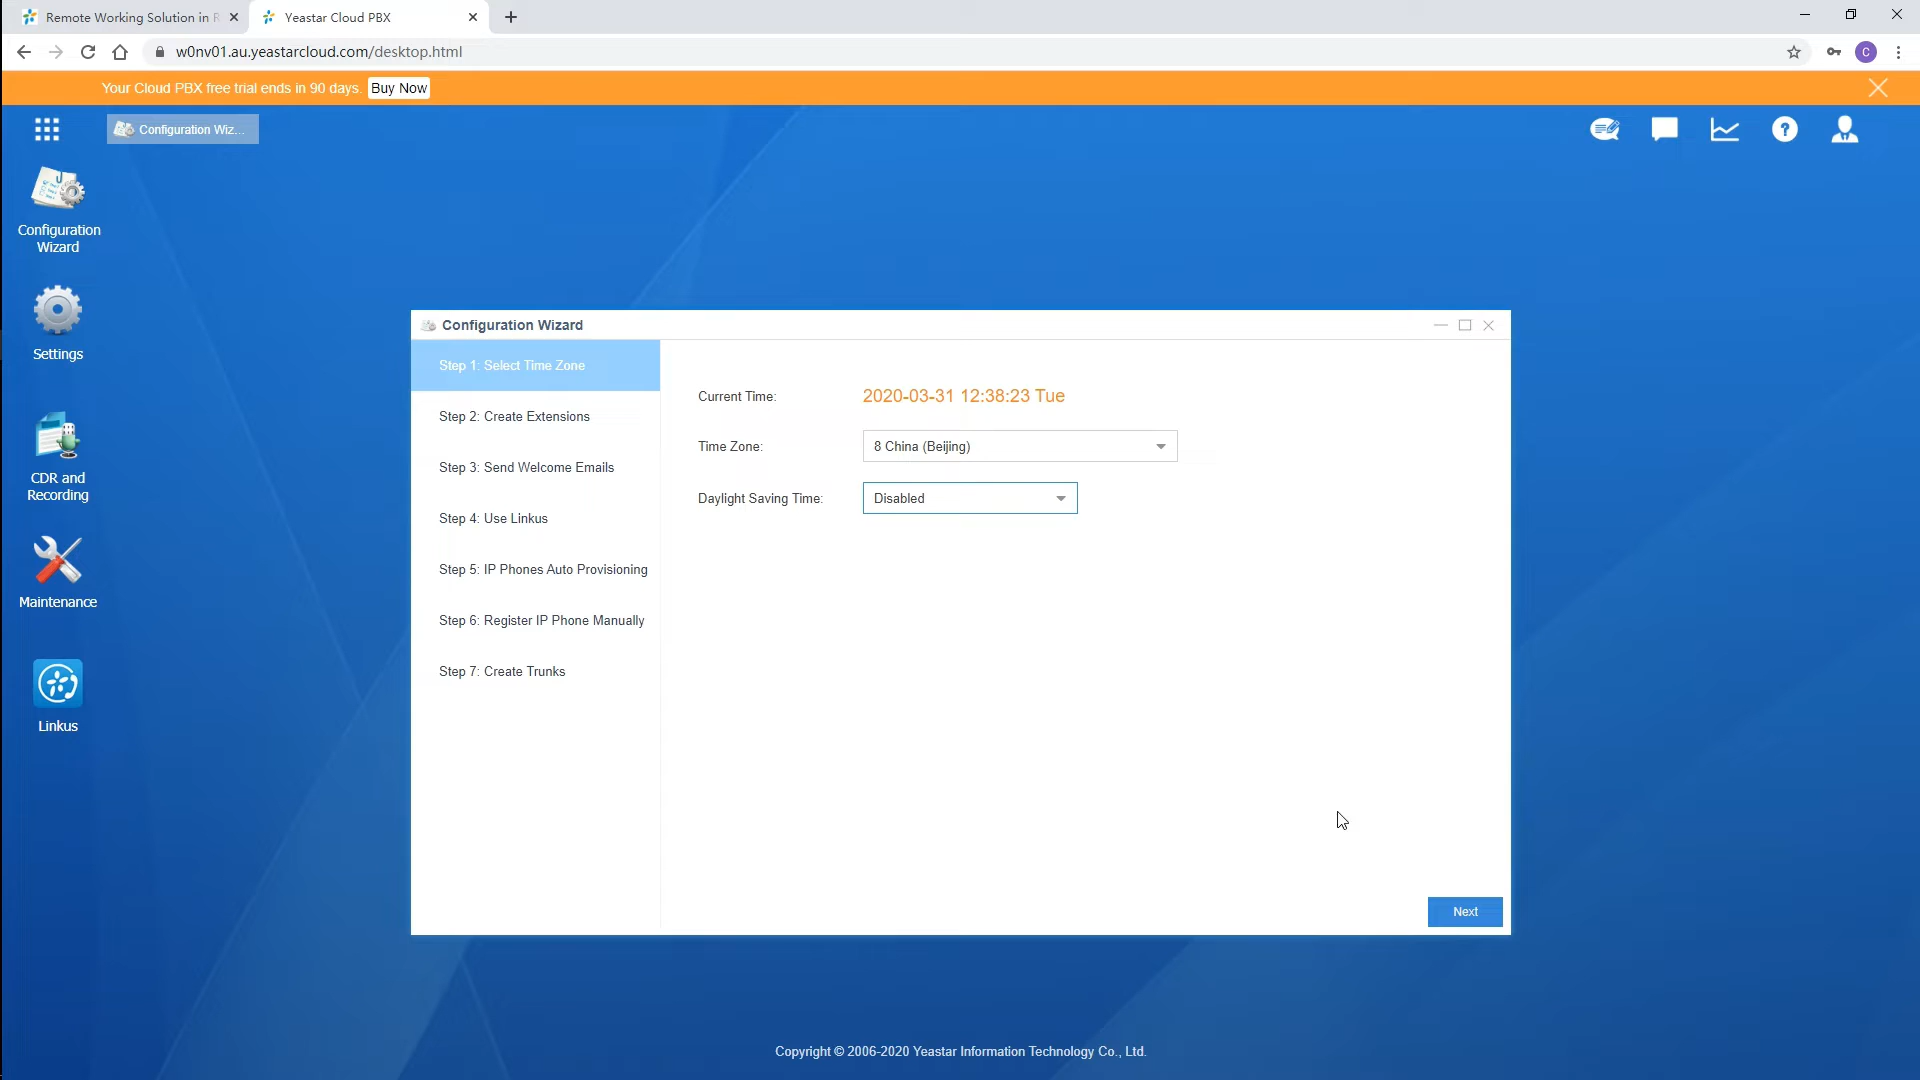 Remote Working Solution in
Yeastar Cloud PBX
w0nv01.au.yeastarcloud.com/desktop.html
C
Your Cloud PBX free trial ends in 90 days.
Buy Now
Configuration Wiz...
?
Configuration
Wizard
Settings
CDR and
Recording
Maintenance
Linkus
Configuration Wizard
Step 1: Select Time Zone
Step 2: Create Extensions
Step 3: Send Welcome Emails
Step 4: Use Linkus
Step 5: IP Phones Auto Provisioning
Step 6: Register IP Phone Manually
Step 7: Create Trunks
Current Time: 2020-03-31 12:38:23 Tue
Time Zone: 8 China (Beijing)
Daylight Saving Time: Disabled
Next
Copyright © 2006-2020 Yeastar Information Technology Co., Ltd.